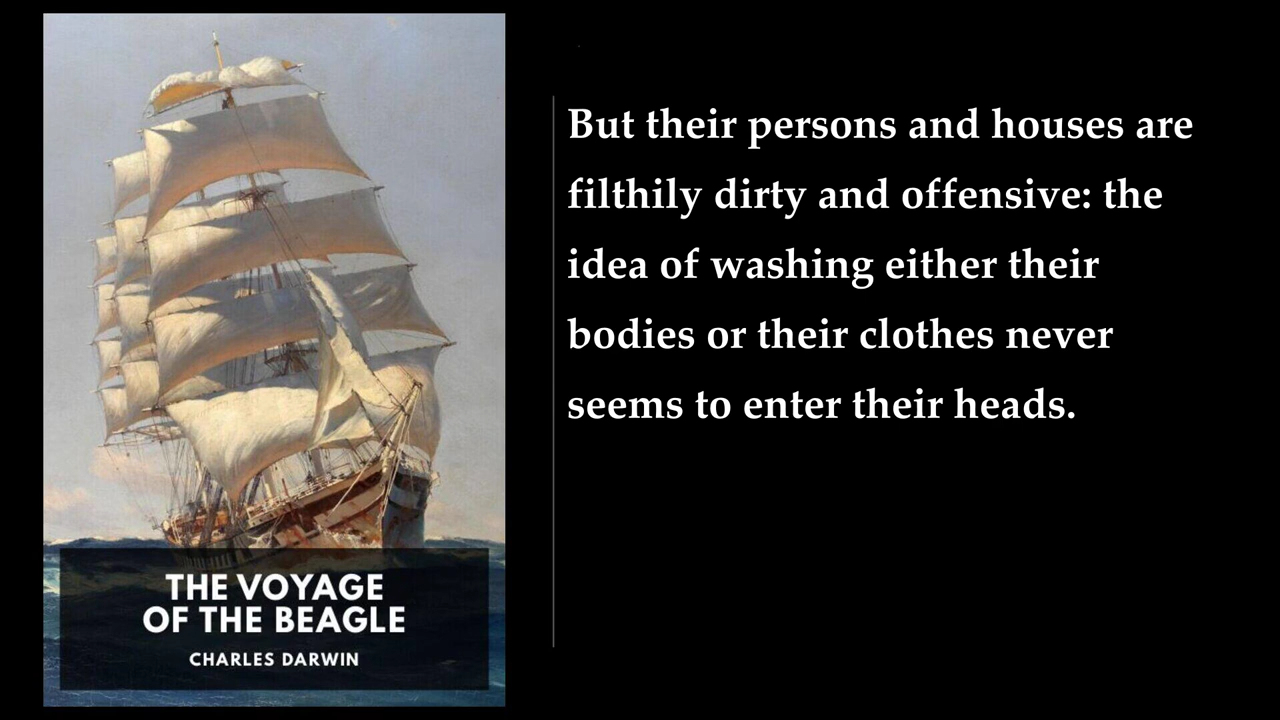 But their persons and houses are
filthily dirty and offensive: the
idea of washing either their
bodies or their clothes never
seems to enter their heads.
THE VOYAGE
OF THE BEAGLE
CHARLES DARWIN